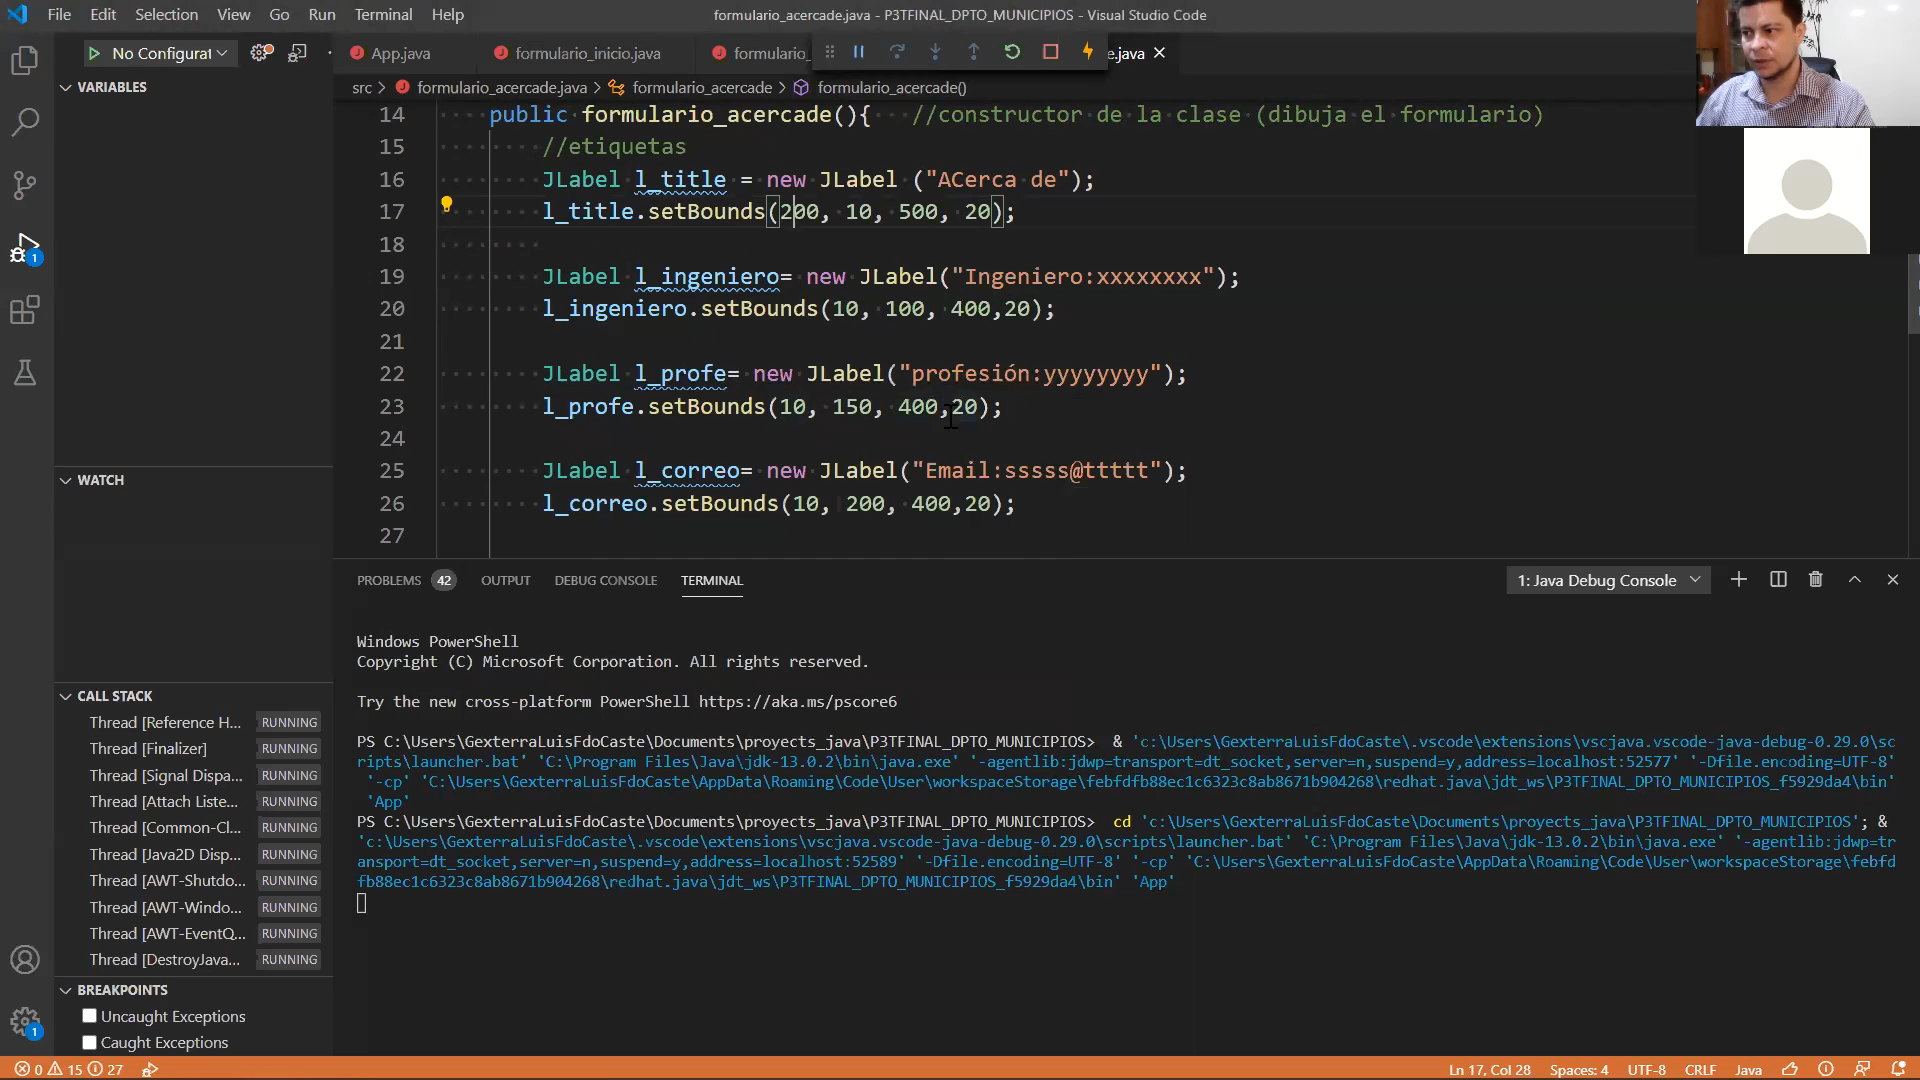 File Edit Selection View Go Run Terminal Help
formulario_acercade.java - P3TFINAL_DPTO_MUNICIPIOS - Visual Studio Code
No Configurat
App.java formulario_inicio.java formulario_ e.java
VARIABLES
src > formulario_acercade.java > formulario_acercade > formulario_acercade()
14 public formulario_acercade(){ //constructor de la clase (dibuja el formulario)
15 //etiquetas
16 JLabel l_title = new JLabel ("ACerca de");
17 l_title.setBounds(200, 10, 500, 20);
18
19 JLabel l_ingeniero= new JLabel("Ingeniero:xxxxxxxx");
20 l_ingeniero.setBounds(10, 100, 400,20);
21
22 JLabel l_profe= new JLabel("profesión:yyyyyyyy");
23 l_profe.setBounds(10, 150, 400,20);
24
25 JLabel l_correo= new JLabel("Email:sssss@ttttt");
26 l_correo.setBounds(10, 200, 400,20);
27
WATCH
CALL STACK
Thread [Reference H... RUNNING
Thread [Finalizer] RUNNING
Thread [Signal Dispa... RUNNING
Thread [Attach Liste... RUNNING
Thread [Common-Cl... RUNNING
Thread [Java2D Disp... RUNNING
Thread [AWT-Shutdo... RUNNING
Thread [AWT-Windo... RUNNING
Thread [AWT-EventQ... RUNNING
Thread [DestroyJava... RUNNING
BREAKPOINTS
Uncaught Exceptions
Caught Exceptions
1
1
PROBLEMS 42 OUTPUT DEBUG CONSOLE TERMINAL
1: Java Debug Console
Windows PowerShell
Copyright (C) Microsoft Corporation. All rights reserved.
Try the new cross-platform PowerShell https://aka.ms/pscore6
PS C:\Users\GexterraLuisFdoCaste\Documents\proyects_java\P3TFINAL_DPTO_MUNICIPIOS> & 'c:\Users\GexterraLuisFdoCaste\.vscode\extensions\vscjava.vscode-java-debug-0.29.0\sc
ripts\launcher.bat' 'C:\Program Files\Java\jdk-13.0.2\bin\java.exe' '-agentlib:jdwp=transport=dt_socket,server=n,suspend=y,address=localhost:52577' '-Dfile.encoding=UTF-8'
'-cp' 'C:\Users\GexterraLuisFdoCaste\AppData\Roaming\Code\User\workspaceStorage\febfdfb88ec1c6323c8ab8671b904268\redhat.java\jdt_ws\P3TFINAL_DPTO_MUNICIPIOS_f5929da4\bin'
'App'
PS C:\Users\GexterraLuisFdoCaste\Documents\proyects_java\P3TFINAL_DPTO_MUNICIPIOS> cd 'c:\Users\GexterraLuisFdoCaste\Documents\proyects_java\P3TFINAL_DPTO_MUNICIPIOS'; &
'c:\Users\GexterraLuisFdoCaste\.vscode\extensions\vscjava.vscode-java-debug-0.29.0\scripts\launcher.bat' 'C:\Program Files\Java\jdk-13.0.2\bin\java.exe' '-agentlib:jdwp=tr
ansport=dt_socket,server=n,suspend=y,address=localhost:52589' '-Dfile.encoding=UTF-8' '-cp' 'C:\Users\GexterraLuisFdoCaste\AppData\Roaming\Code\User\workspaceStorage\febfd
fb88ec1c6323c8ab8671b904268\redhat.java\jdt_ws\P3TFINAL_DPTO_MUNICIPIOS_f5929da4\bin' 'App'
0 15 27
Ln 17, Col 28 Spaces: 4 UTF-8 CRLF Java